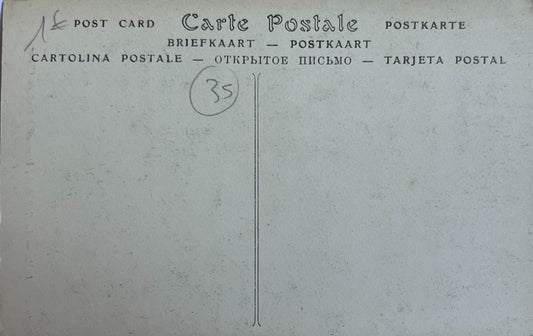 1€ POST CARD Carte Postale POSTKARTE
BRIEFKAART — POSTKAART
CARTOLINA POSTALE — ОТКРЫТОЕ ПИСЬМО — TARJETA POSTAL
35